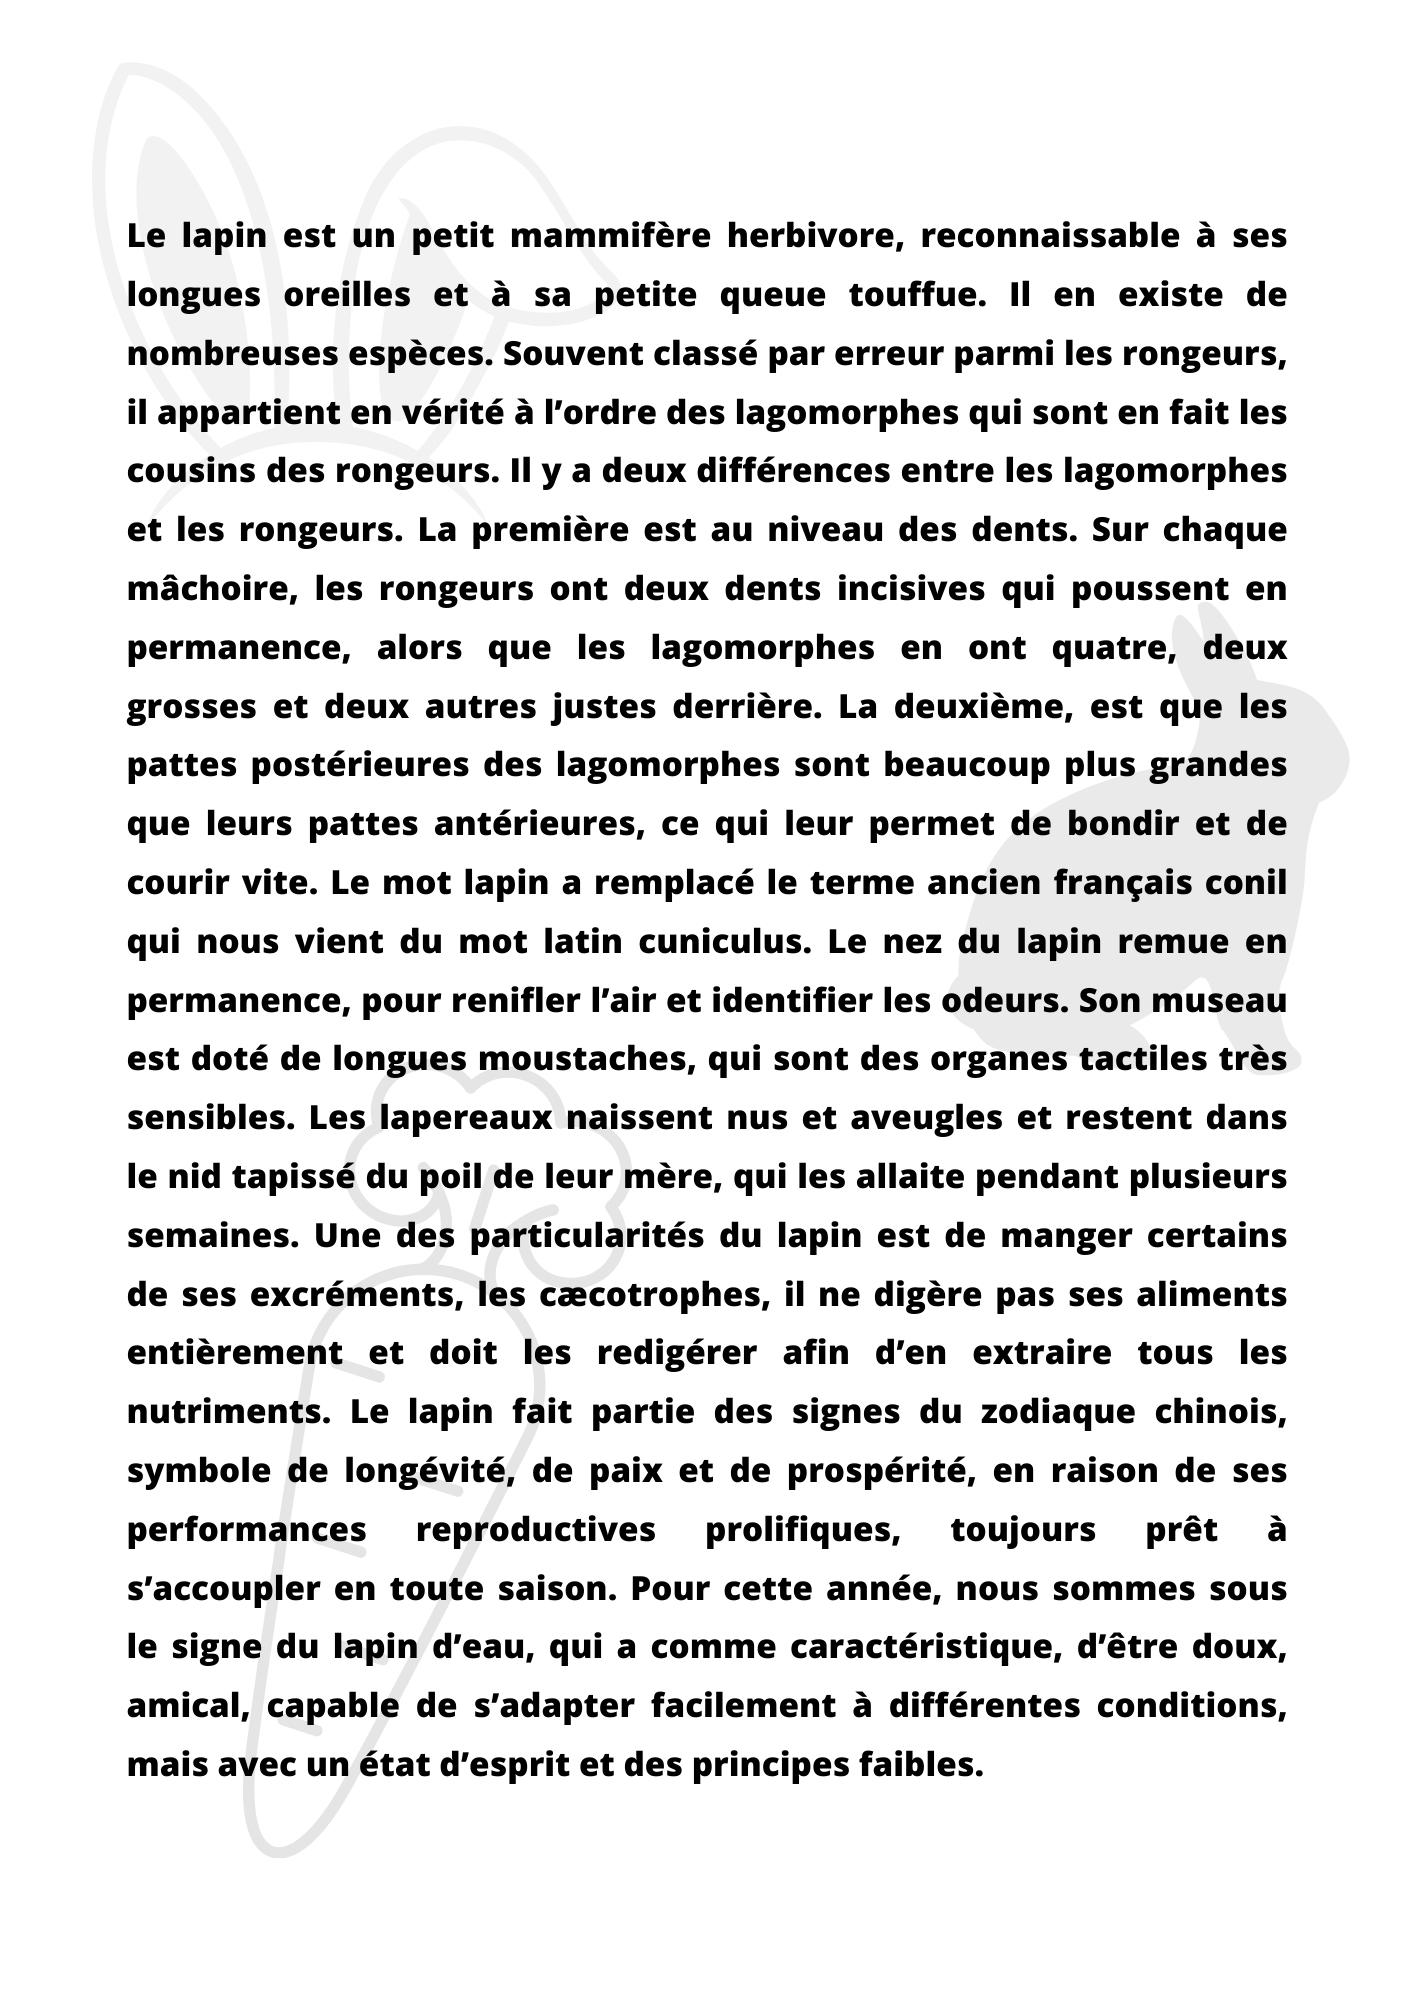 Le lapin est un petit mammifère herbivore, reconnaissable à ses
longues oreilles et à sa petite queue touffue. Il en existe de
nombreuses espèces. Souvent classé par erreur parmi les rongeurs,
il appartient en vérité à l’ordre des lagomorphes qui sont en fait les
cousins des rongeurs. Il y a deux différences entre les lagomorphes
et les rongeurs. La première est au niveau des dents. Sur chaque
mâchoire, les rongeurs ont deux dents incisives qui poussent en
permanence, alors que les lagomorphes en ont quatre, deux
grosses et deux autres justes derrière. La deuxième, est que les
pattes postérieures des lagomorphes sont beaucoup plus grandes
que leurs pattes antérieures, ce qui leur permet de bondir et de
courir vite. Le mot lapin a remplacé le terme ancien français conil
qui nous vient du mot latin cuniculus. Le nez du lapin remue en
permanence, pour renifler l’air et identifier les odeurs. Son museau
est doté de longues moustaches, qui sont des organes tactiles très
sensibles. Les lapereaux naissent nus et aveugles et restent dans
le nid tapissé du poil de leur mère, qui les allaite pendant plusieurs
semaines. Une des particularités du lapin est de manger certains
de ses excréments, les cæcotrophes, il ne digère pas ses aliments
entièrement et doit les redigérer afin d’en extraire tous les
nutriments. Le lapin fait partie des signes du zodiaque chinois,
symbole de longévité, de paix et de prospérité, en raison de ses
performances reproductives prolifiques, toujours prêt à
s’accoupler en toute saison. Pour cette année, nous sommes sous
le signe du lapin d’eau, qui a comme caractéristique, d’être doux,
amical, capable de s’adapter facilement à différentes conditions,
mais avec un état d’esprit et des principes faibles.